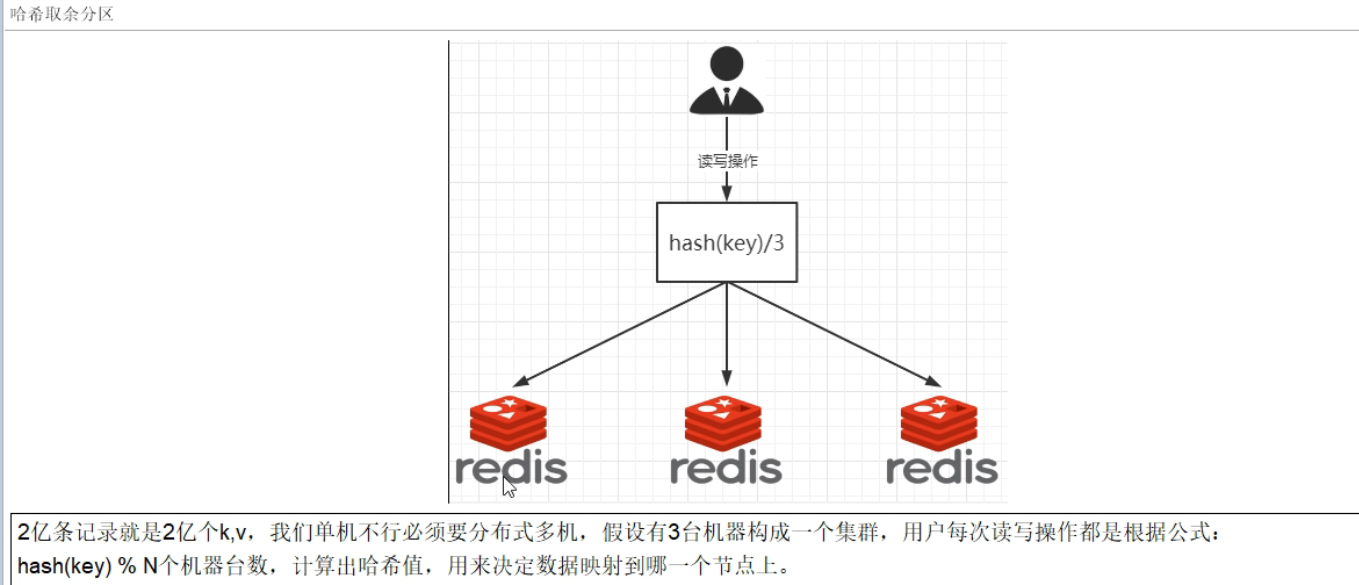 哈希取余分区
读写操作
hash(key)/3
redis redis redis
2亿条记录就是2亿个k,v，我们单机不行必须要分布式多机，假设有3台机器构成一个集群，用户每次读写操作都是根据公式：
hash(key) % N个机器台数，计算出哈希值，用来决定数据映射到哪一个节点上。